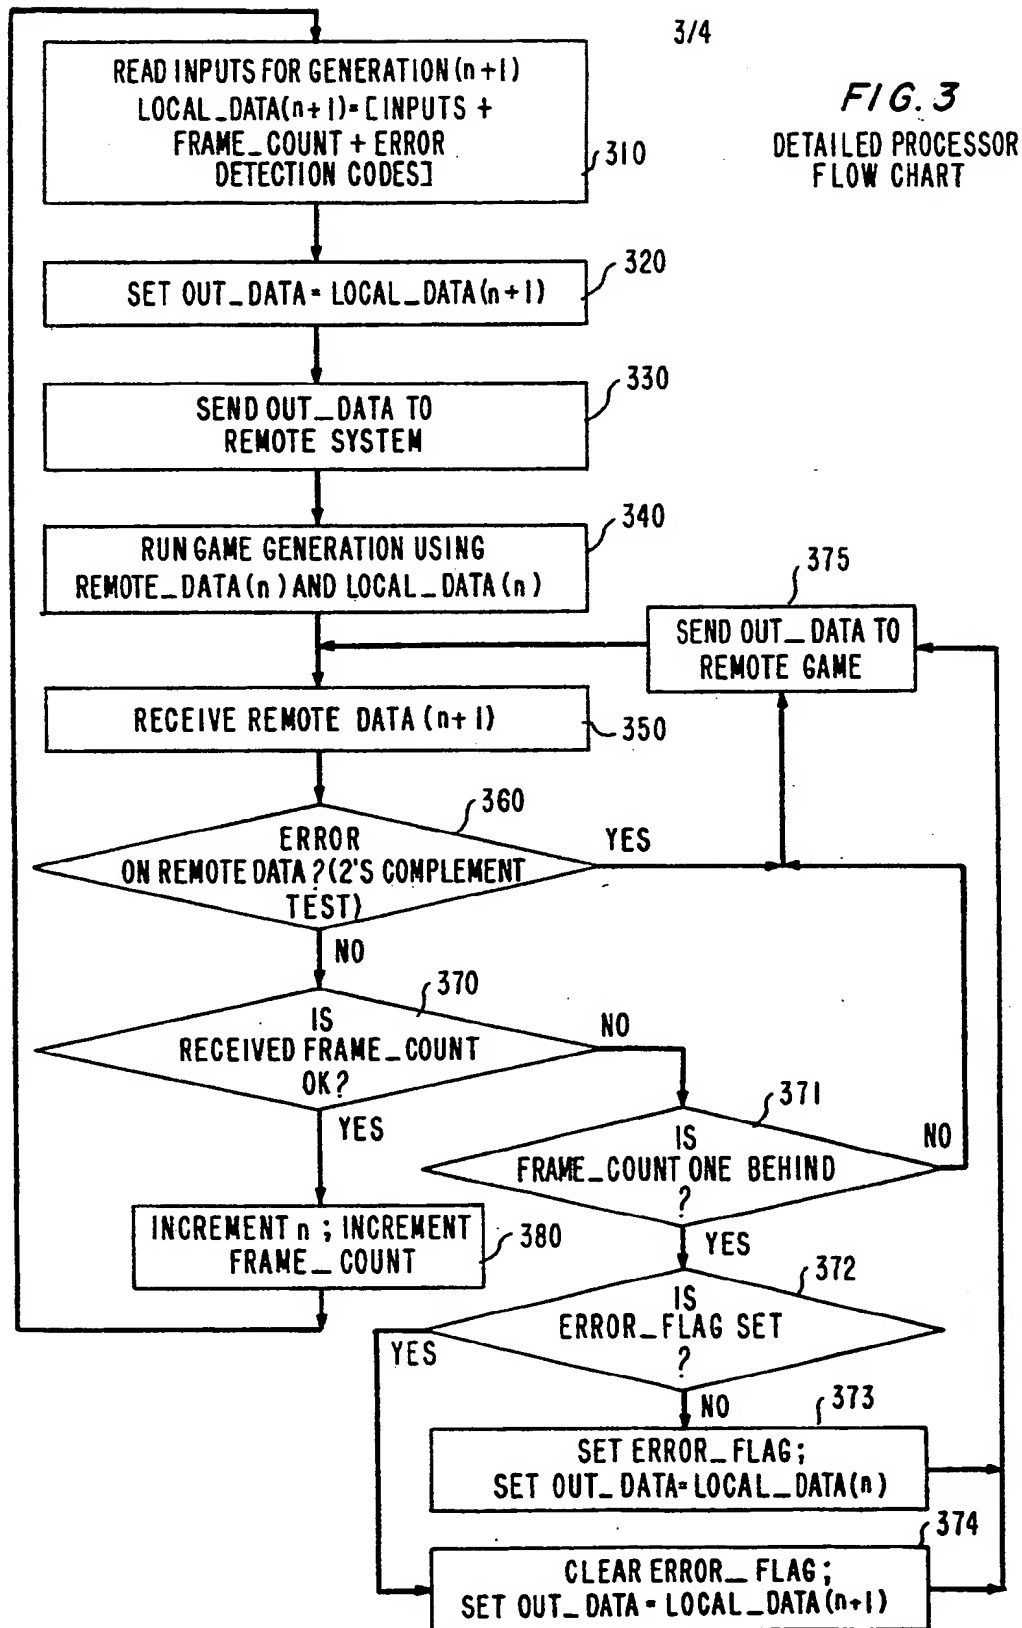 3/4
FIG. 3
DETAILED PROCESSOR
FLOW CHART
READ INPUTS FOR GENERATION (n+1)
LOCAL_DATA(n+1)=[INPUTS +
FRAME_COUNT + ERROR
DETECTION CODES]
310
SET OUT_DATA = LOCAL_DATA(n+1)
320
SEND OUT_DATA TO
REMOTE SYSTEM
330
RUN GAME GENERATION USING
REMOTE_DATA(n) AND LOCAL_DATA(n)
340
SEND OUT_DATA TO
REMOTE GAME
375
RECEIVE REMOTE DATA (n+1)
350
ERROR
ON REMOTE DATA?(2'S COMPLEMENT
TEST)
360
YES
NO
IS
RECEIVED FRAME_COUNT
OK?
370
NO
YES
IS
FRAME_COUNT ONE BEHIND
?
371
NO
YES
INCREMENT n ; INCREMENT
FRAME_COUNT
380
IS
ERROR_FLAG SET
?
372
YES
NO
SET ERROR_FLAG;
SET OUT_DATA=LOCAL_DATA(n)
373
CLEAR ERROR_FLAG;
SET OUT_DATA = LOCAL_DATA(n+1)
374